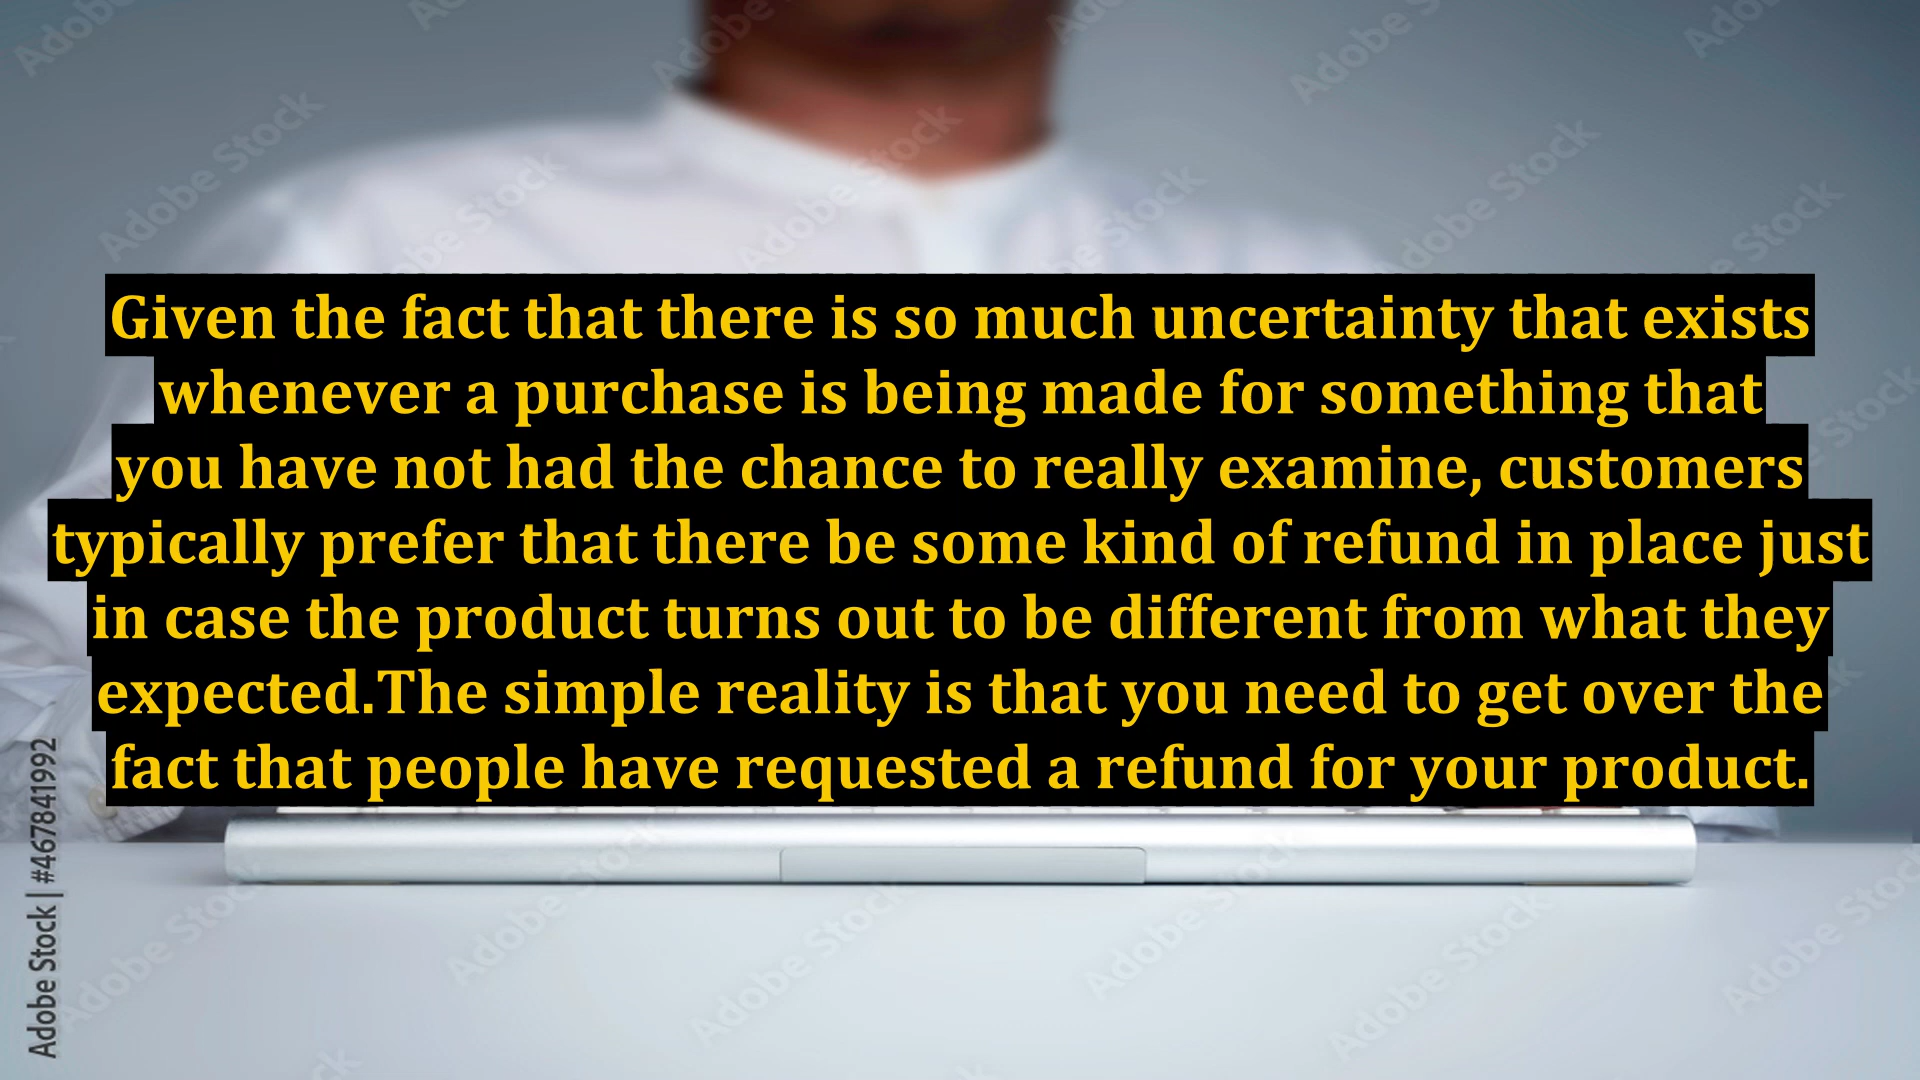 Given the fact that there is so much uncertainty that exists
whenever a purchase is being made for something that
you have not had the chance to really examine, customers
typically prefer that there be some kind of refund in place just
in case the product turns out to be different from what they
expected.The simple reality is that you need to get over the
fact that people have requested a refund for your product.
Adobe Stock | #467841992